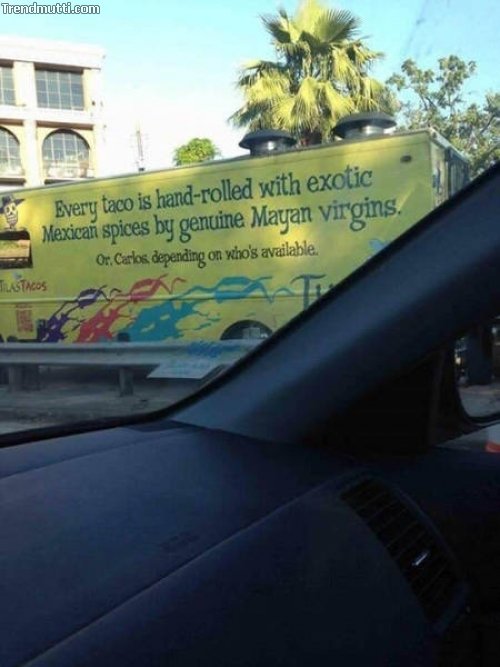 Trendmutti.com
Every taco is hand-rolled with exotic
Mexican spices by genuine Mayan virgins.
Or, Carlos, depending on who's available.
TILAS TACOS